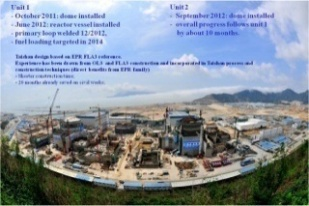 Unit 1
- October 2011: dome installed
- June 2012: reactor vessel installed
- primary loop welded 12/2012,
- fuel loading targeted in 2014
Unit 2
- September 2012: dome installed
- overall progress follows unit 1
by about 10 months.
- Taishan design based on EPR FLA3 reference.
Experience has been drawn from OL3 and FLA3 construction and incorporated in Taishan process and
construction techniques (direct benefits from EPR family)
- Shorter construction time.
- 10 months already saved on civil works.